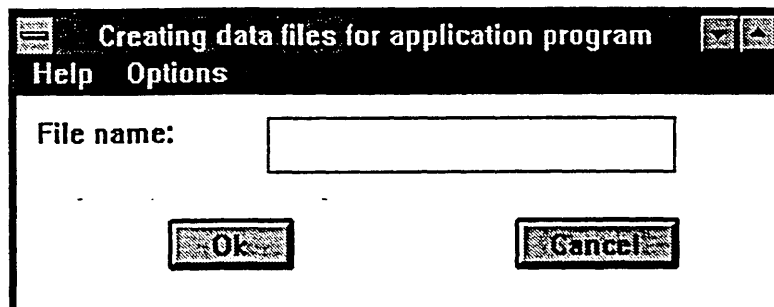 Creating data files for application program
Help Options
File name:
Ok Cancel